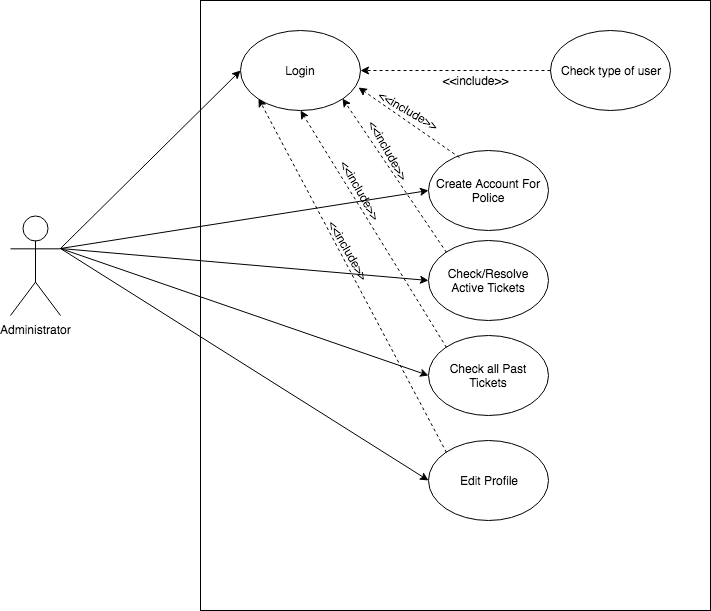 Login
Check type of user
<<include>>
<<include>>
<<include>>
Create Account For
Police
<<include>>
<<include>>
Check/Resolve
Active Tickets
Administrator
Check all Past
Tickets
Edit Profile